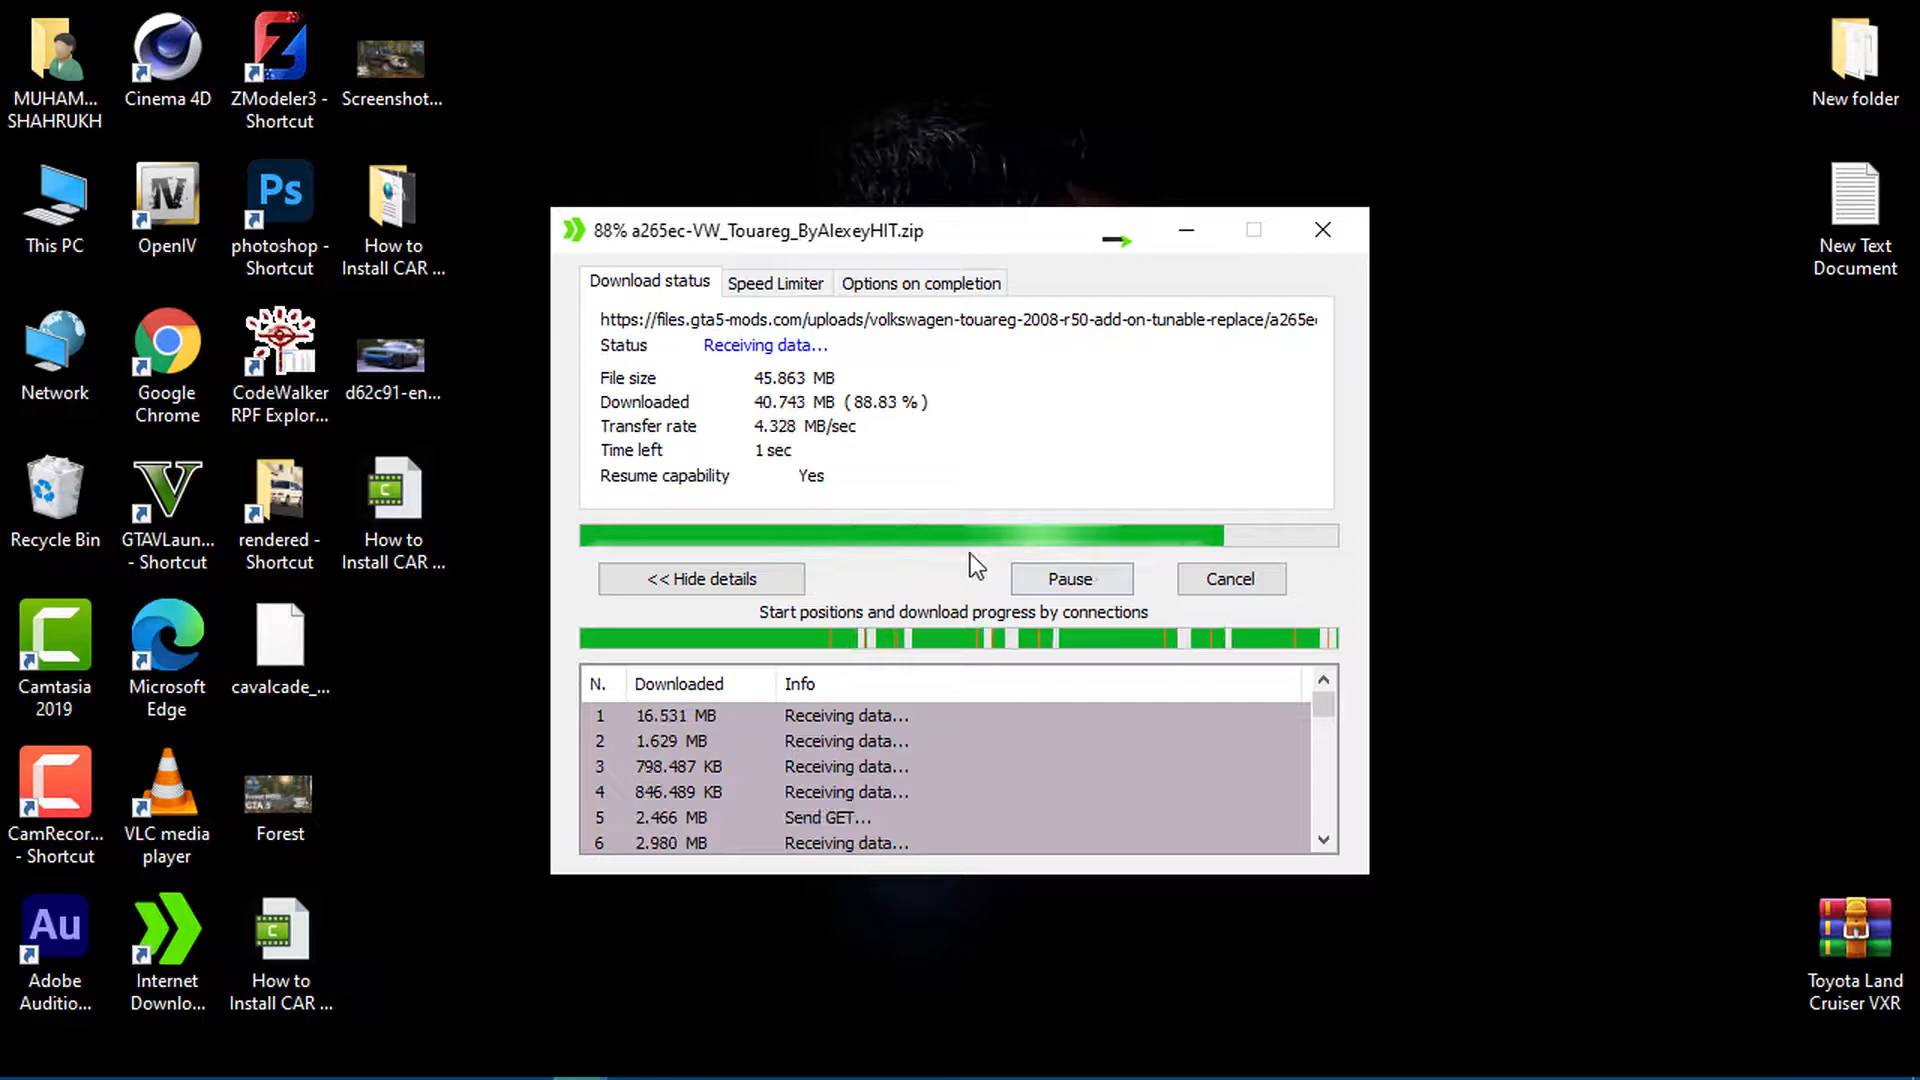 MUHAM...
SHAHRUKH
Cinema 4D
ZModeler3 -
Shortcut
Screenshot...
New folder
This PC
OpenIV
Ps
photoshop -
Shortcut
How to
Install CAR ...
New Text
Document
Network
Google
Chrome
CodeWalker
RPF Explor...
d62c91-en...
Recycle Bin
GTAVLaun...
- Shortcut
rendered -
Shortcut
How to
Install CAR ...
Camtasia
2019
Microsoft
Edge
cavalcade_...
CamRecor...
- Shortcut
VLC media
player
GTA 5
Forest
Au
Adobe
Auditio...
Internet
Downlo...
How to
Install CAR ...
Toyota Land
Cruiser VXR
88% a265ec-VW_Touareg_ByAlexeyHIT.zip
Download status
Speed Limiter
Options on completion
https://files.gta5-mods.com/uploads/volkswagen-touareg-2008-r50-add-on-tunable-replace/a265e
Status Receiving data...
File size 45.863 MB
Downloaded 40.743 MB ( 88.83 % )
Transfer rate 4.328 MB/sec
Time left 1 sec
Resume capability Yes
<< Hide details
Pause
Cancel
Start positions and download progress by connections
N. Downloaded Info
1 16.531 MB Receiving data...
2 1.629 MB Receiving data...
3 798.487 KB Receiving data...
4 846.489 KB Receiving data...
5 2.466 MB Send GET...
6 2.980 MB Receiving data...